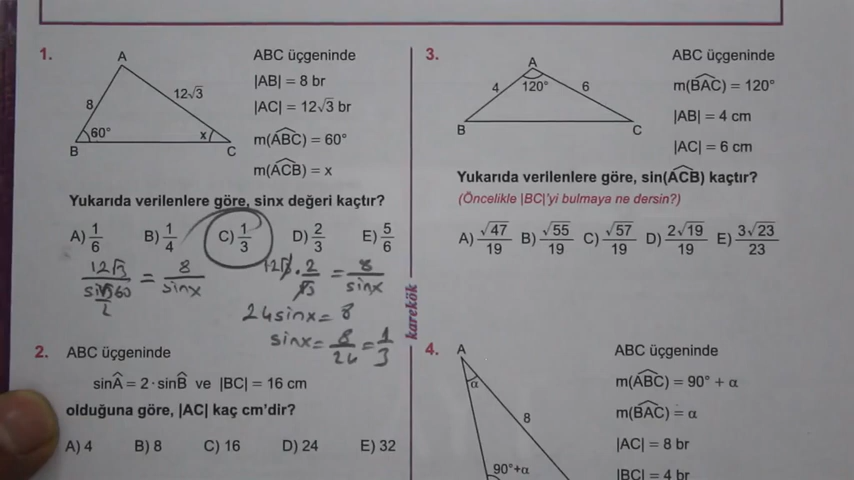 1.
A
8
12√3
60°
x
B
C
ABC üçgeninde
|AB| = 8 br
|AC| = 12√3 br
m(ABC) = 60°
m(ACB) = x
Yukarıda verilenlere göre, sinx değeri kaçtır?
A) 1/6 B) 1/4 C) 1/3 D) 2/3 E) 5/6
12√3/sin60 = 8/sinx
2
12√3 · 2/√3 = 8/sinx
24sinx = 8
sinx = 8/24 = 1/3
2. ABC üçgeninde
sinÂ = 2·sinB̂ ve |BC| = 16 cm
olduğuna göre, |AC| kaç cm'dir?
A) 4 B) 8 C) 16 D) 24 E) 32
karekök
3.
A
4
120°
6
B
C
ABC üçgeninde
m(BAC) = 120°
|AB| = 4 cm
|AC| = 6 cm
Yukarıda verilenlere göre, sin(ACB) kaçtır?
(Öncelikle |BC|'yi bulmaya ne dersin?)
A) √47/19 B) √55/19 C) √57/19 D) 2√19/19 E) 3√23/23
4.
A
α
8
90°+α
ABC üçgeninde
m(ABC) = 90° + α
m(BAC) = α
|AC| = 8 br
|BC| = 4 br